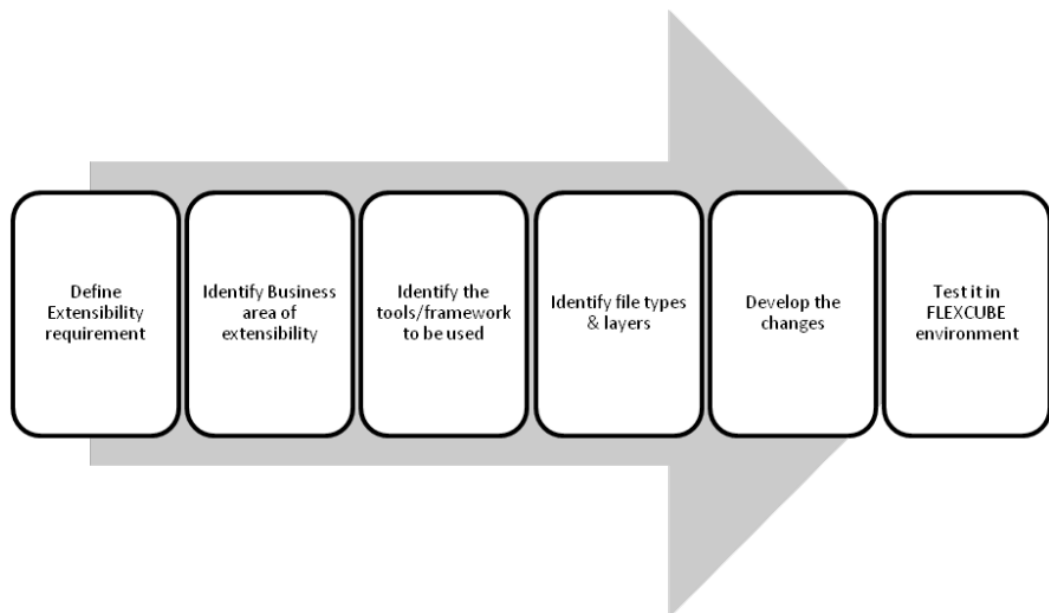 Define
Extensibility
requirement
Identify Business
area of
extensibility
Identify the
tools/framework
to be used
Identify file types
& layers
Develop the
changes
Test it in
FLEXCUBE
environment